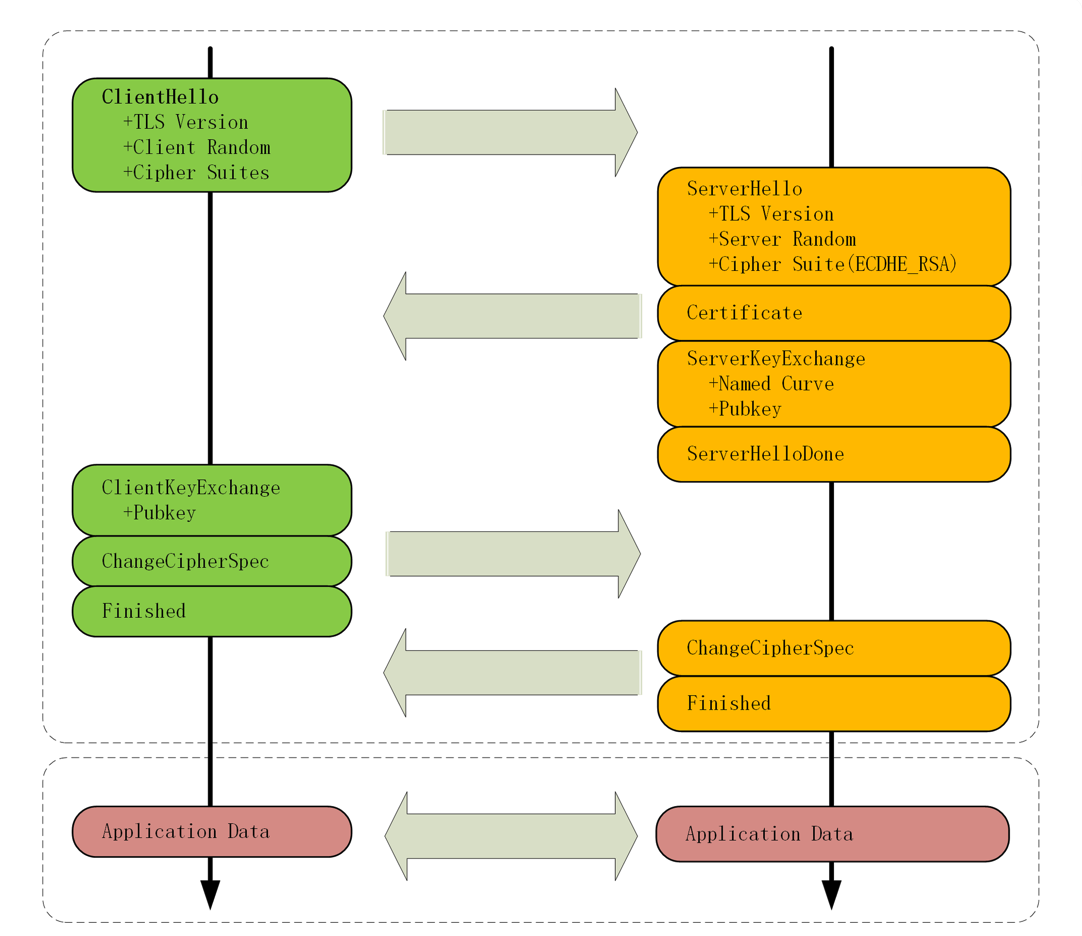 ClientHello
+TLS Version
+Client Random
+Cipher Suites
ServerHello
+TLS Version
+Server Random
+Cipher Suite(ECDHE_RSA)
Certificate
ServerKeyExchange
+Named Curve
+Pubkey
ServerHelloDone
ClientKeyExchange
+Pubkey
ChangeCipherSpec
Finished
ChangeCipherSpec
Finished
Application Data
Application Data